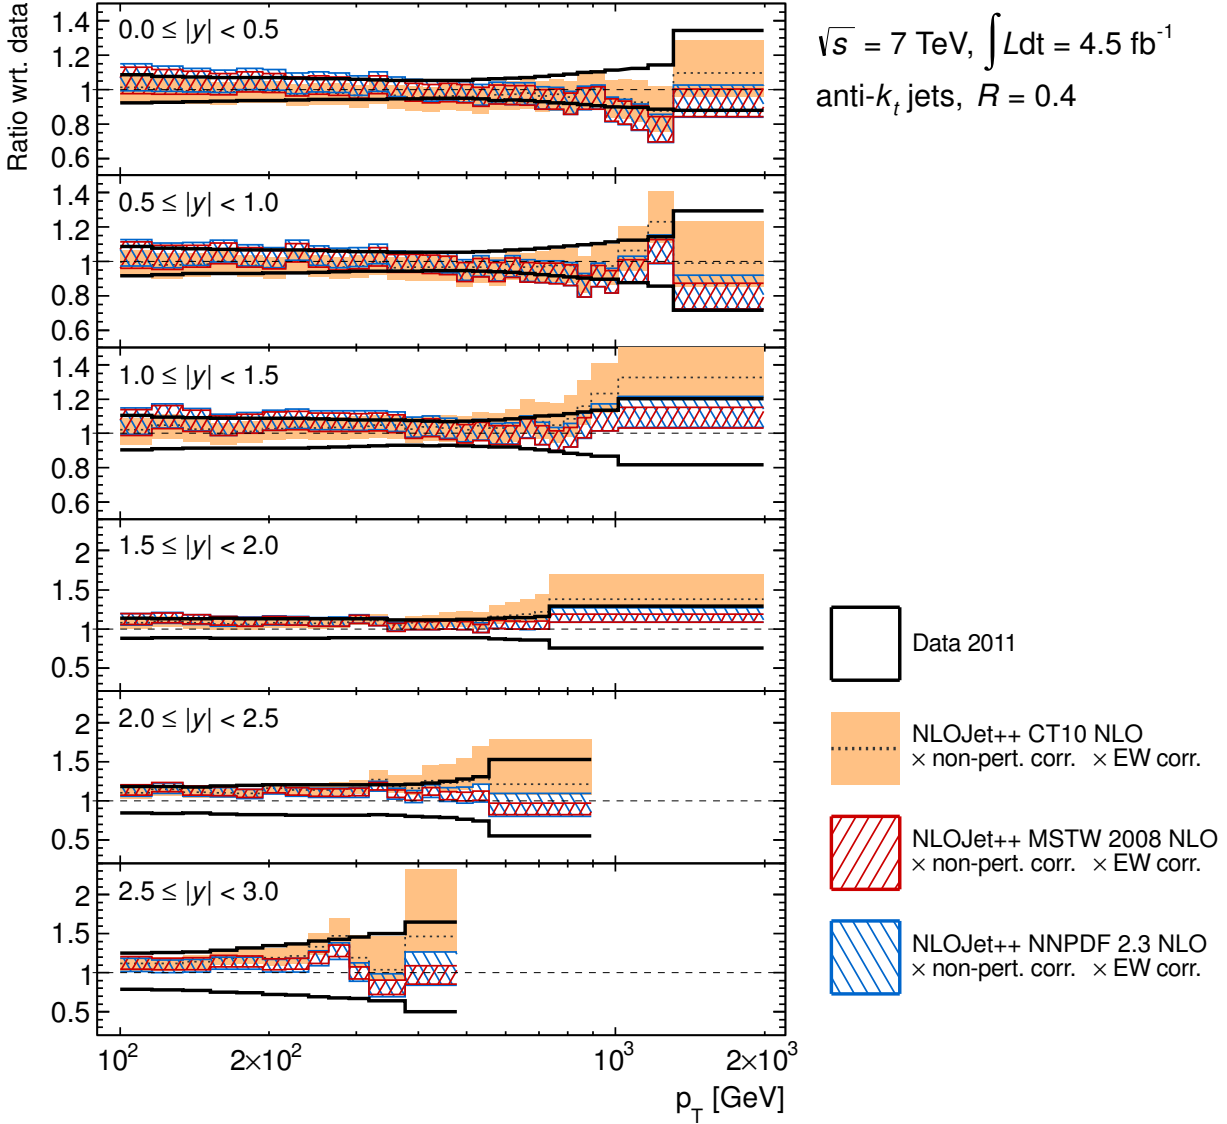 Ratio wrt. data
√s = 7 TeV, ∫Ldt = 4.5 fb⁻¹
anti-kₜ jets, R = 0.4
0.0 ≤ |y| < 0.5
1.4
1.2
1
0.8
0.6
0.5 ≤ |y| < 1.0
1.4
1.2
1
0.8
0.6
1.0 ≤ |y| < 1.5
1.4
1.2
1
0.8
0.6
1.5 ≤ |y| < 2.0
2
1.5
1
0.5
2.0 ≤ |y| < 2.5
2
1.5
1
0.5
2.5 ≤ |y| < 3.0
2
1.5
1
0.5
10² 2×10² 10³ 2×10³
p_T [GeV]
Data 2011
NLOJet++ CT10 NLO
× non-pert. corr. × EW corr.
NLOJet++ MSTW 2008 NLO
× non-pert. corr. × EW corr.
NLOJet++ NNPDF 2.3 NLO
× non-pert. corr. × EW corr.